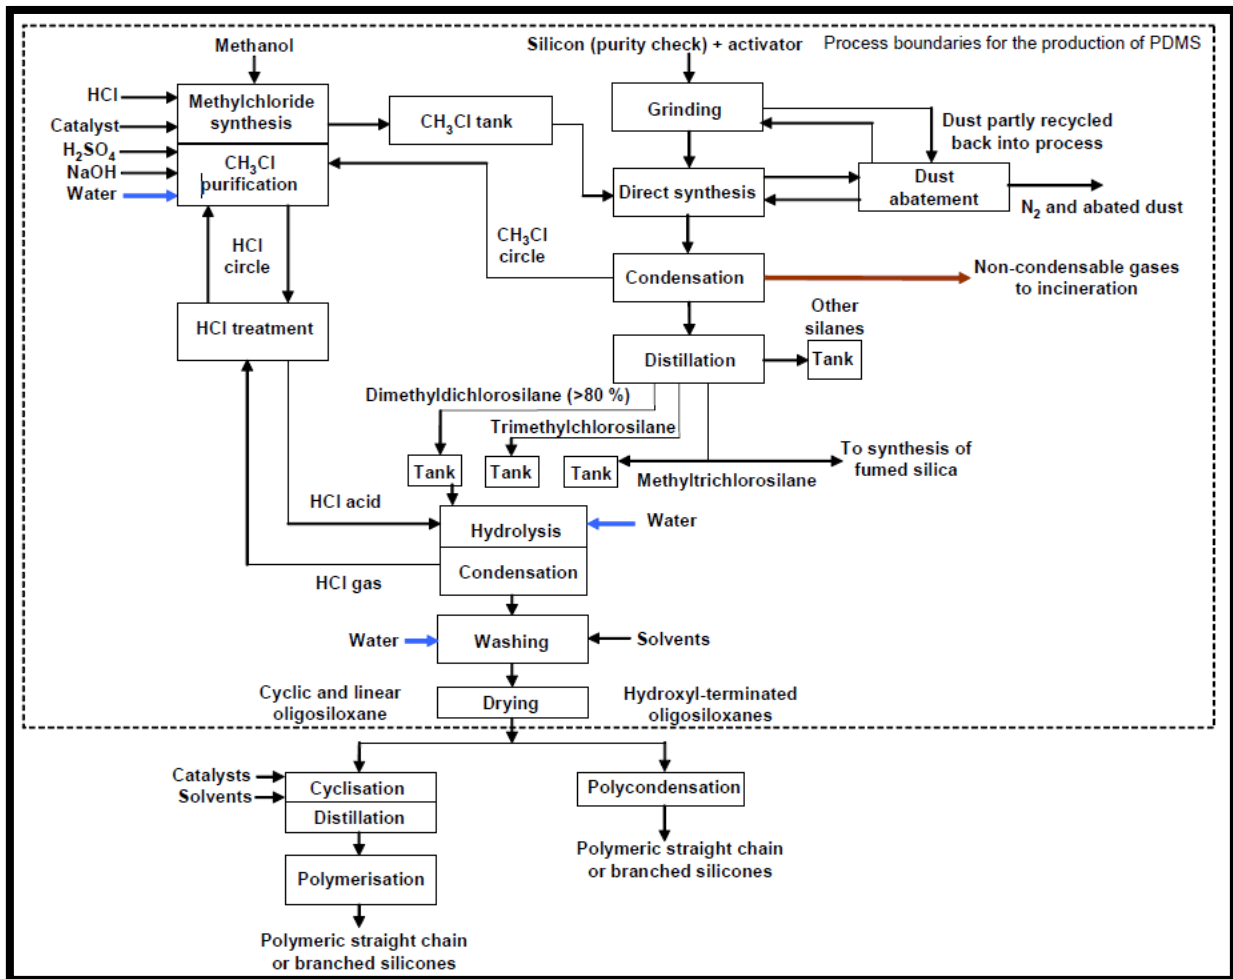 Methanol
Silicon (purity check) + activator
Process boundaries for the production of PDMS
HCl
Catalyst
H₂SO₄
NaOH
Water
Methylchloride
synthesis
CH₃Cl
purification
CH₃Cl tank
Grinding
Dust partly recycled
back into process
Direct synthesis
Dust
abatement
N₂ and abated dust
HCl
circle
CH₃Cl
circle
Condensation
Non-condensable gases
to incineration
HCl treatment
Other
silanes
Distillation
Tank
Dimethyldichlorosilane (>80 %)
Trimethylchlorosilane
Tank
Tank
Tank
Methyltrichlorosilane
To synthesis of
fumed silica
HCl acid
Hydrolysis
Water
Condensation
HCl gas
Water
Washing
Solvents
Cyclic and linear
oligosiloxane
Drying
Hydroxyl-terminated
oligosiloxanes
Catalysts
Solvents
Cyclisation
Distillation
Polycondensation
Polymeric straight chain
or branched silicones
Polymerisation
Polymeric straight chain
or branched silicones